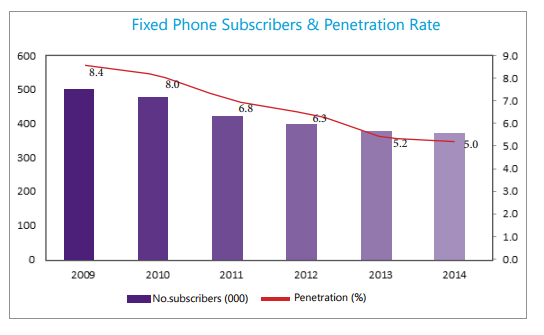 Fixed Phone Subscribers & Penetration Rate
600 9.0
500 8.0
400 7.0
300 6.0
200 5.0
100 4.0
0 3.0
2.0
1.0
0.0
8.4 8.0 6.8 6.3 5.2 5.0
2009 2010 2011 2012 2013 2014
No.subscribers (000) Penetration (%)